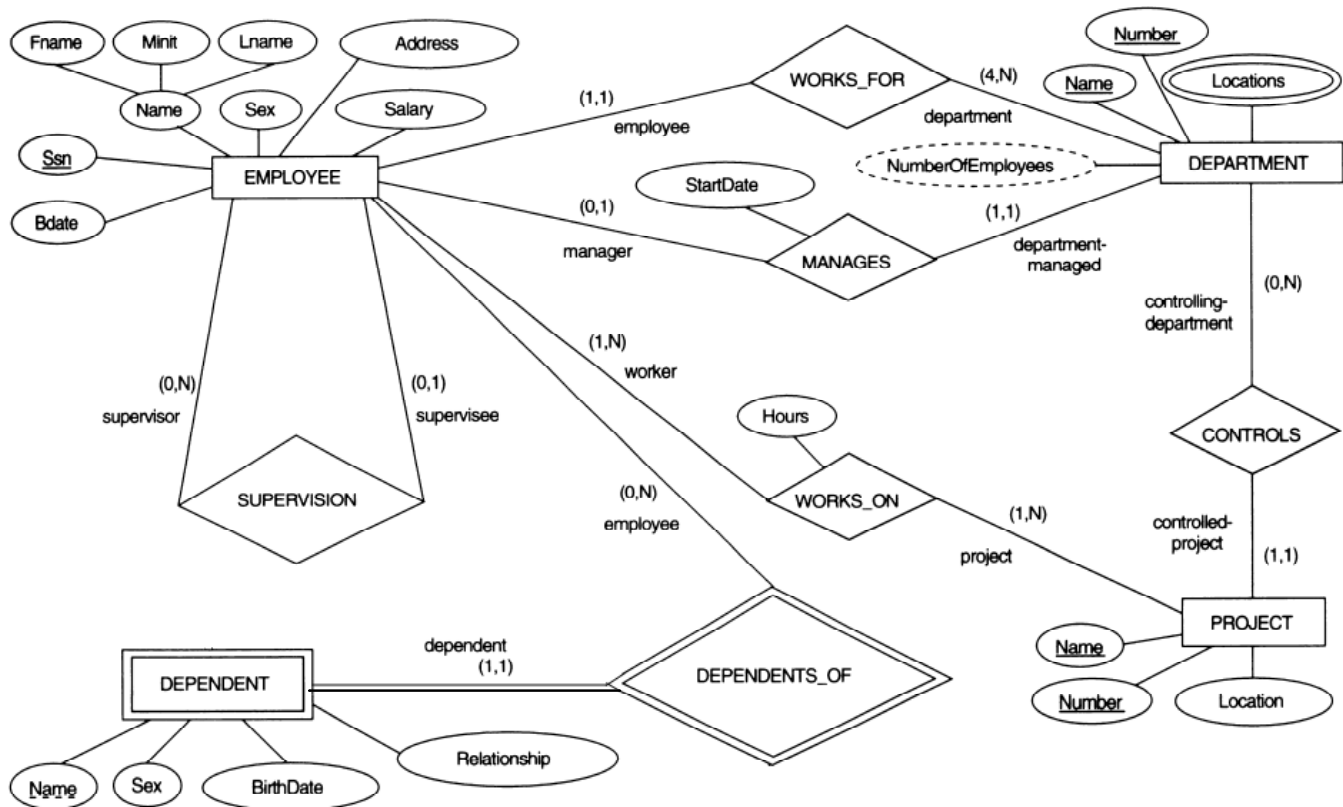 Fname
Minit
Lname
Address
Name
Sex
Salary
Ssn
Bdate
EMPLOYEE
(1,1)
employee
WORKS_FOR
(4,N)
department
Number
Name
Locations
NumberOfEmployees
DEPARTMENT
StartDate
(0,1)
manager
MANAGES
(1,1)
department-
managed
(0,N)
controlling-
department
(0,N)
supervisor
(0,1)
supervisee
SUPERVISION
(1,N)
worker
Hours
WORKS_ON
(1,N)
project
CONTROLS
controlled-
project
(1,1)
(0,N)
employee
PROJECT
Name
Number
Location
dependent
(1,1)
DEPENDENT
DEPENDENTS_OF
Name
Sex
BirthDate
Relationship